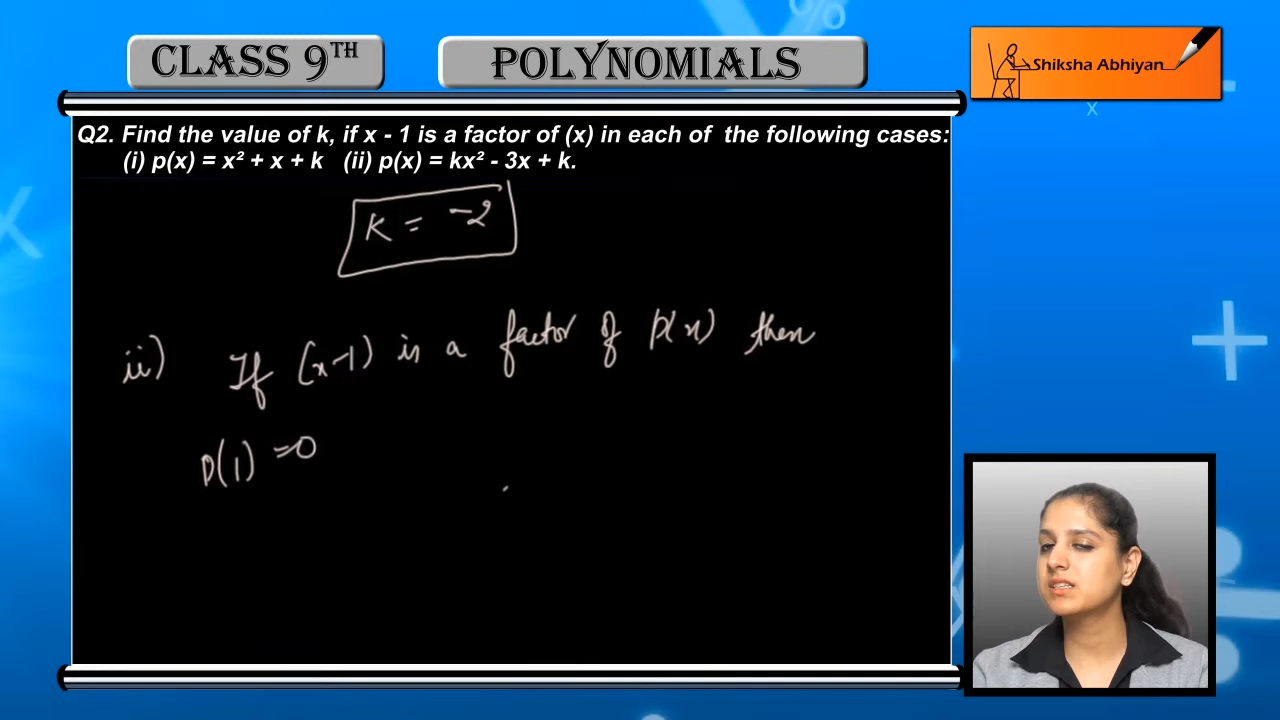 CLASS 9TH
POLYNOMIALS
Shiksha Abhiyan
Q2. Find the value of k, if x - 1 is a factor of (x) in each of the following cases:
(i) p(x) = x² + x + k (ii) p(x) = kx² - 3x + k.
K = -2
ii) If (x-1) is a factor of p(x) then
p(1) =0